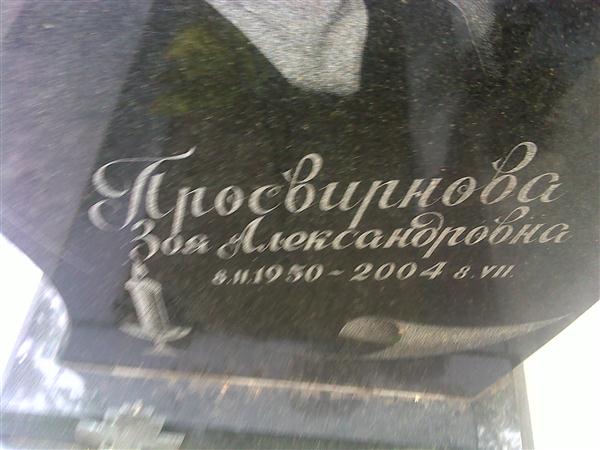 Просвирнова
Зоя Александровна
8.II.1950 ~ 2004 8.VII.